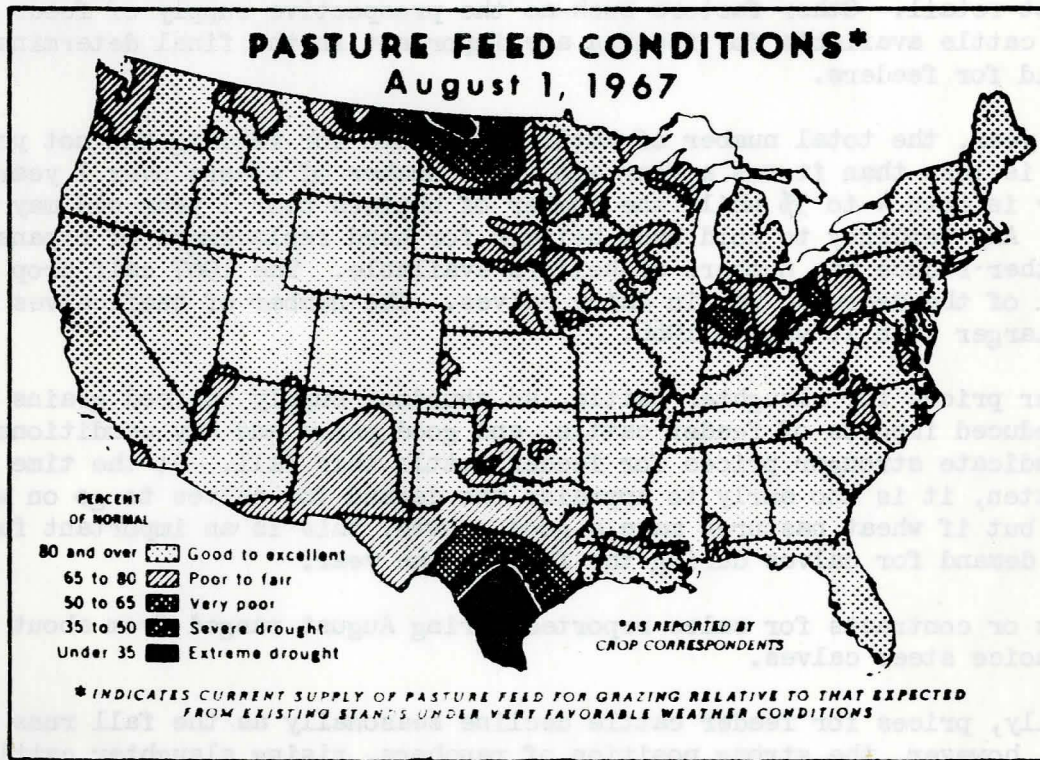 PASTURE FEED CONDITIONS*
August 1, 1967
PERCENT
OF NORMAL
80 and over Good to excellent
65 to 80 Poor to fair
50 to 65 Very poor
35 to 50 Severe drought
Under 35 Extreme drought
*AS REPORTED BY
CROP CORRESPONDENTS
*INDICATES CURRENT SUPPLY OF PASTURE FEED FOR GRAZING RELATIVE TO THAT EXPECTED
FROM EXISTING STANDS UNDER VERY FAVORABLE WEATHER CONDITIONS